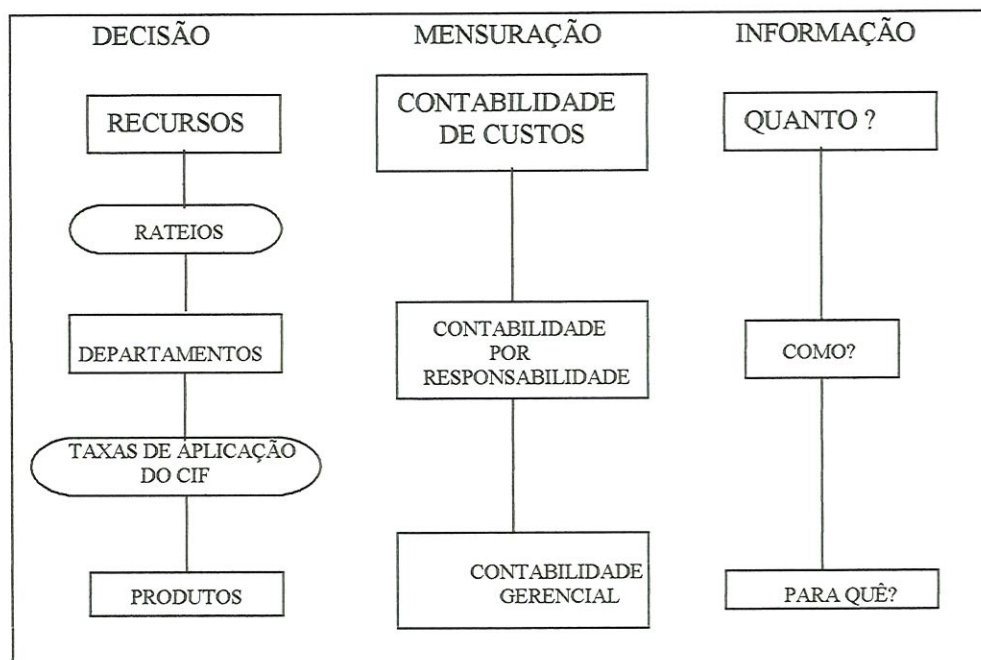 DECISÃO
MENSURAÇÃO
INFORMAÇÃO
RECURSOS
CONTABILIDADE
DE CUSTOS
QUANTO ?
RATEIOS
DEPARTAMENTOS
CONTABILIDADE
POR
RESPONSABILIDADE
COMO?
TAXAS DE APLICAÇÃO
DO CIF
PRODUTOS
CONTABILIDADE
GERENCIAL
PARA QUÊ?